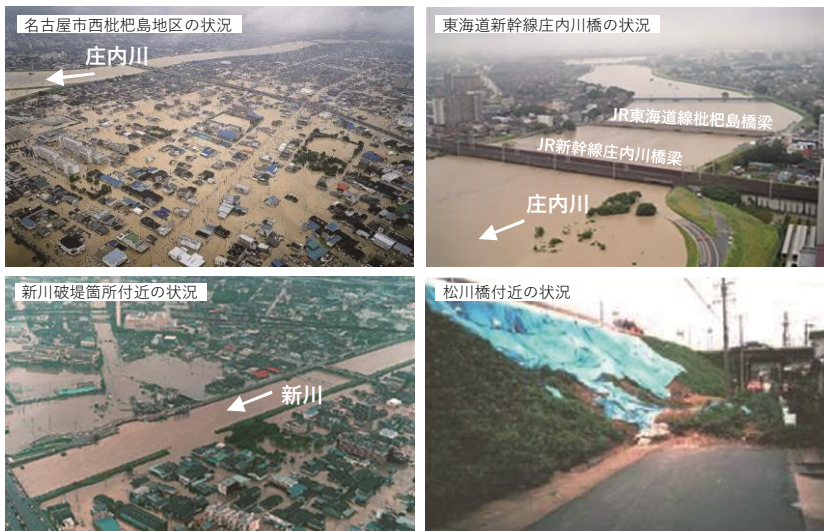 名古屋市西枇杷島地区の状況
庄内川
東海道新幹線庄内川橋の状況
JR東海道線枇杷島橋梁
JR新幹線庄内川橋梁
庄内川
新川破堤箇所付近の状況
新川
松川橋付近の状況